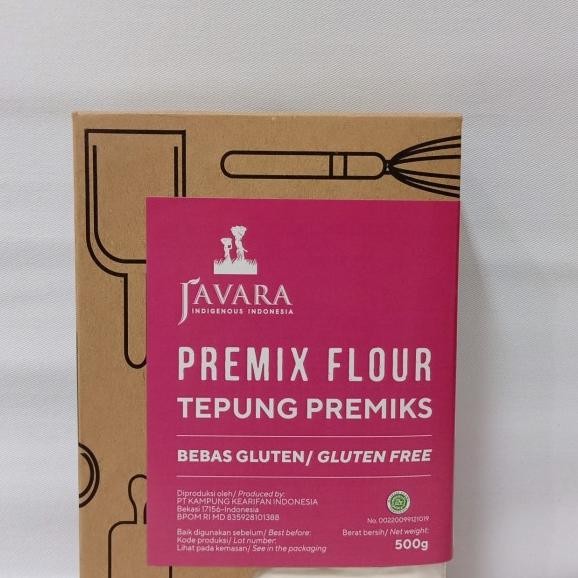 JAVARA
INDIGENOUS INDONESIA
PREMIX FLOUR
TEPUNG PREMIKS
BEBAS GLUTEN/ GLUTEN FREE
Diproduksi oleh/ Produced by:
PT KAMPUNG KEARIFAN INDONESIA
Bekasi 17156-Indonesia
BPOM RI MD 835928101388
No. 00220099121019
Baik digunakan sebelum/ Best before:
Kode produksi/ Lot number:
Lihat pada kemasan/ See in the packaging
Berat bersih/ Net weight:
500g